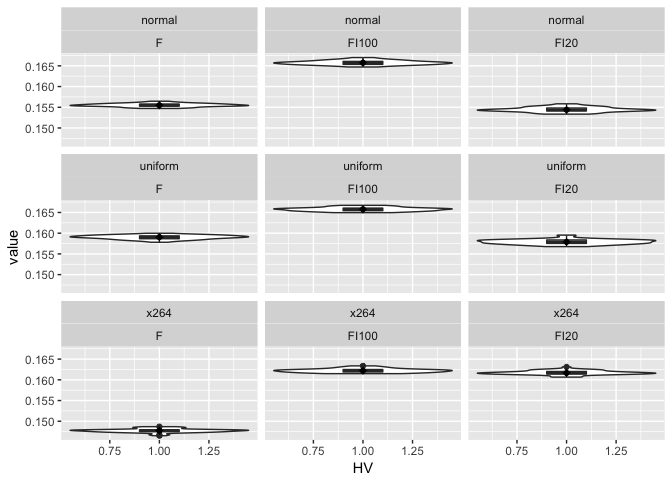 normal normal normal
F FI100 FI20
0.165
0.160
0.155
0.150
uniform uniform uniform
F FI100 FI20
0.165
0.160
0.155
0.150
value
x264 x264 x264
F FI100 FI20
0.165
0.160
0.150
0.75 1.00 1.25 0.75 1.00 1.25 0.75 1.00 1.25
HV